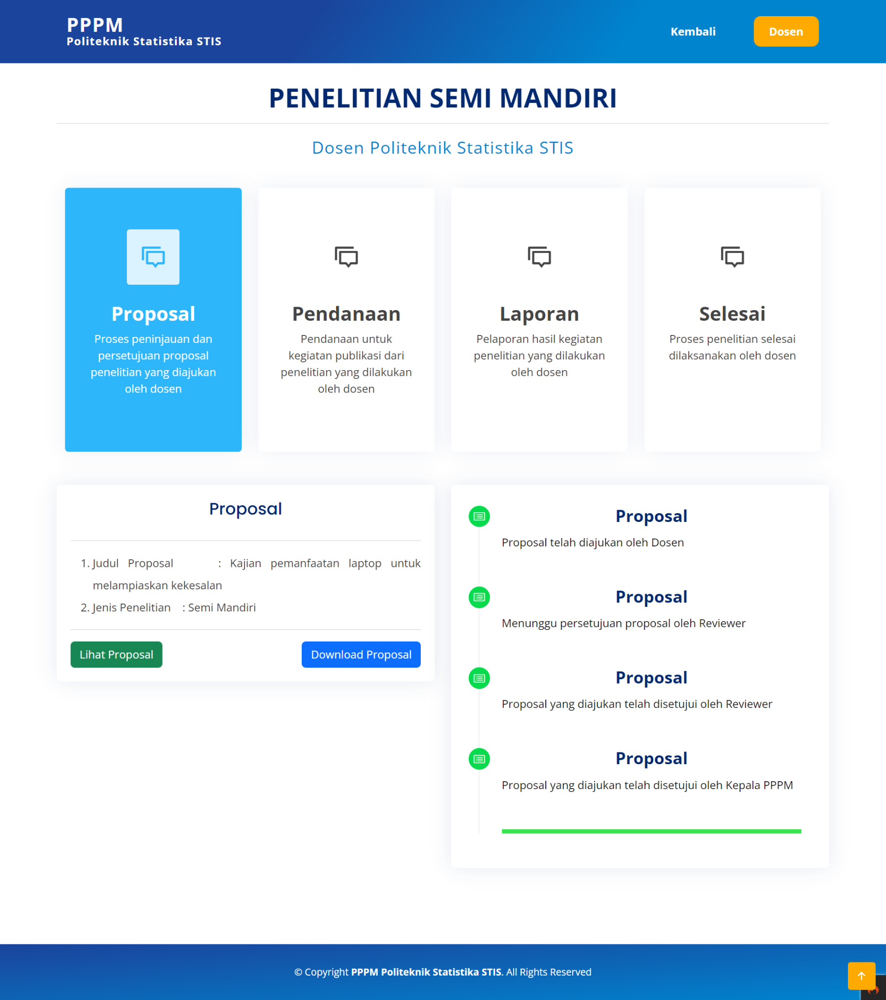 PPPM
Politeknik Statistika STIS
Kembali
Dosen
PENELITIAN SEMI MANDIRI
Dosen Politeknik Statistika STIS
Proposal
Proses peninjauan dan
persetujuan proposal
penelitian yang diajukan
oleh dosen
Pendanaan
Pendanaan untuk
kegiatan publikasi dari
penelitian yang dilakukan
oleh dosen
Laporan
Pelaporan hasil kegiatan
penelitian yang dilakukan
oleh dosen
Selesai
Proses penelitian selesai
dilaksanakan oleh dosen
Proposal
1. Judul Proposal : Kajian pemanfaatan laptop untuk
melampiaskan kekesalan
2. Jenis Penelitian : Semi Mandiri
Lihat Proposal
Download Proposal
Proposal
Proposal telah diajukan oleh Dosen
Proposal
Menunggu persetujuan proposal oleh Reviewer
Proposal
Proposal yang diajukan telah disetujui oleh Reviewer
Proposal
Proposal yang diajukan telah disetujui oleh Kepala PPPM
© Copyright PPPM Politeknik Statistika STIS. All Rights Reserved